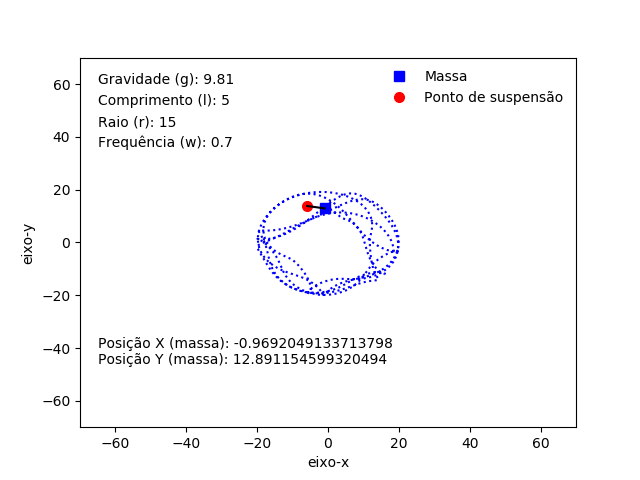 Gravidade (g): 9.81
Comprimento (l): 5
Raio (r): 15
Frequência (w): 0.7
Massa
Ponto de suspensão
60
40
20
0
−20
−40
−60
eixo-y
Posição X (massa): -0.9692049133713798
Posição Y (massa): 12.891154599320494
−60
−40
−20
0
20
40
60
eixo-x